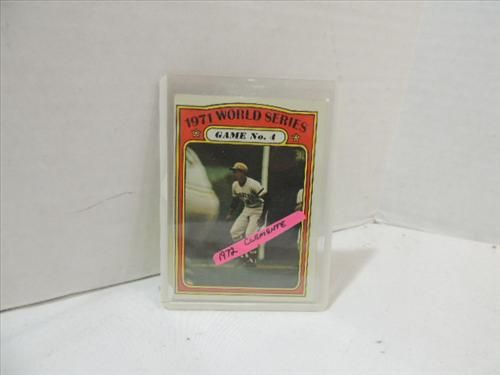 1971 WORLD SERIES
GAME No. 4
1972 CLEMENTE